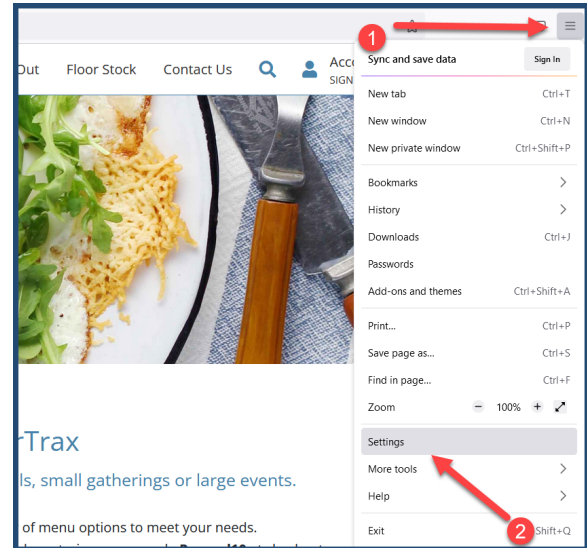 1
Sync and save data Sign In
Out Floor Stock Contact Us
SIGN
New tab Ctrl+T
New window Ctrl+N
New private window Ctrl+Shift+P
Bookmarks
History
Downloads Ctrl+J
Passwords
Add-ons and themes Ctrl+Shift+A
Print... Ctrl+P
Save page as... Ctrl+S
Find in page... Ctrl+F
Zoom − 100% +
rTrax
Settings
ls, small gatherings or large events.
More tools
Help
of menu options to meet your needs.
2
Exit Shift+Q